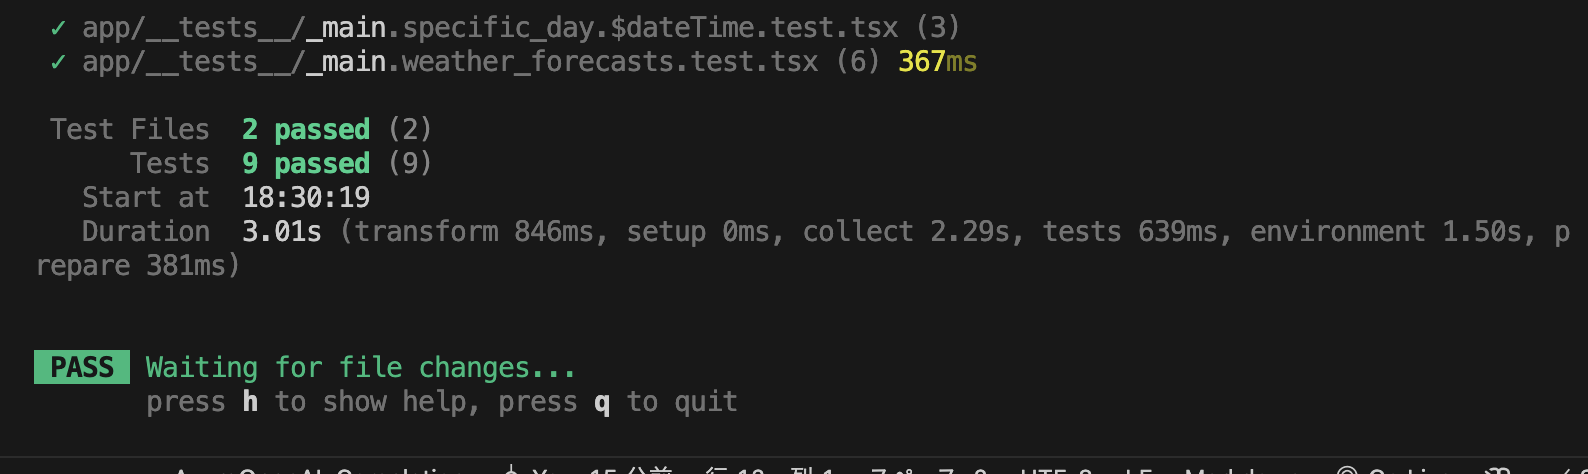 ✓ app/__tests__/_main.specific_day.$dateTime.test.tsx (3)
✓ app/__tests__/_main.weather_forecasts.test.tsx (6) 367ms
Test Files 2 passed (2)
Tests 9 passed (9)
Start at 18:30:19
Duration 3.01s (transform 846ms, setup 0ms, collect 2.29s, tests 639ms, environment 1.50s, p
repare 381ms)
PASS Waiting for file changes...
press h to show help, press q to quit